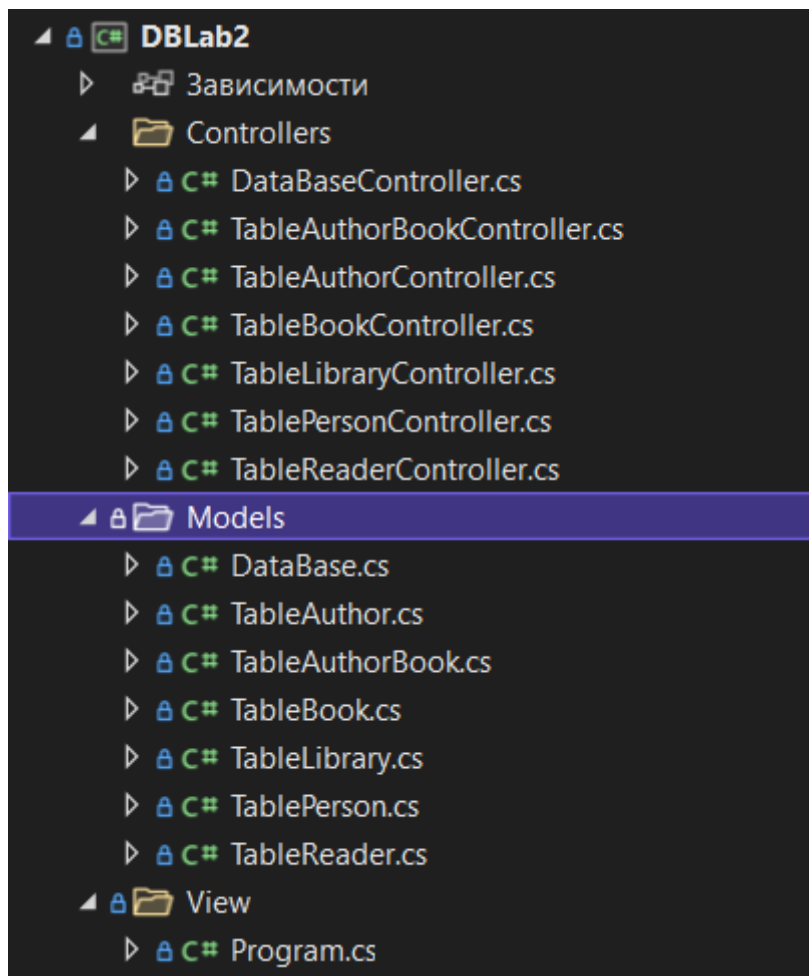 C# DBLab2
Зависимости
Controllers
C# DataBaseController.cs
C# TableAuthorBookController.cs
C# TableAuthorController.cs
C# TableBookController.cs
C# TableLibraryController.cs
C# TablePersonController.cs
C# TableReaderController.cs
Models
C# DataBase.cs
C# TableAuthor.cs
C# TableAuthorBook.cs
C# TableBook.cs
C# TableLibrary.cs
C# TablePerson.cs
C# TableReader.cs
View
C# Program.cs